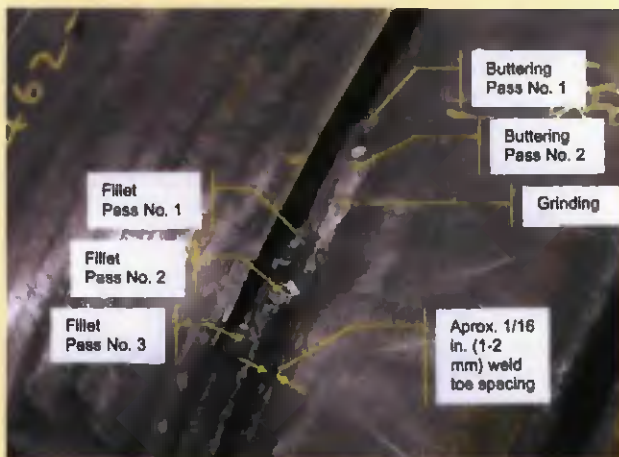 462
Buttering
Pass No. 1
Buttering
Pass No. 2
Grinding
Fillet
Pass No. 1
Fillet
Pass No. 2
Fillet
Pass No. 3
Aprox. 1/16
in. (1-2
mm) weld
toe spacing